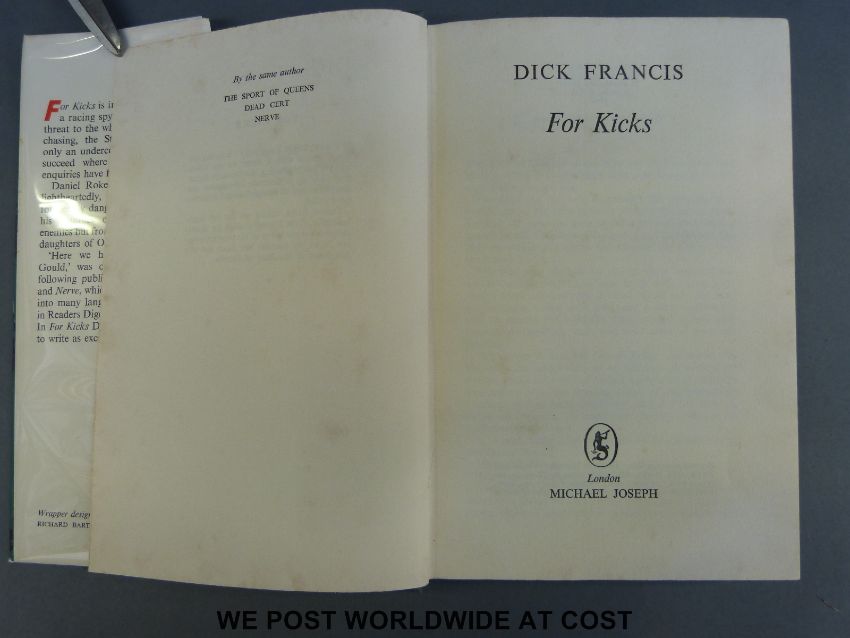 For Kicks is
a racing spy
threat to the
chasing, the
only an
succeed where
enquiries have
Daniel Roke
lightheartedly,
his
enemies but
daughters of O
'Here we h
Gould,' was
following publi
and Nerve,
into many lang
in Readers Dig
In For Kicks D
to write as exc
Wrapper design
RICHARD BART
By the same author
THE SPORT OF QUEENS
DEAD CERT
NERVE
DICK FRANCIS
For Kicks
London
MICHAEL JOSEPH
WE POST WORLDWIDE AT COST